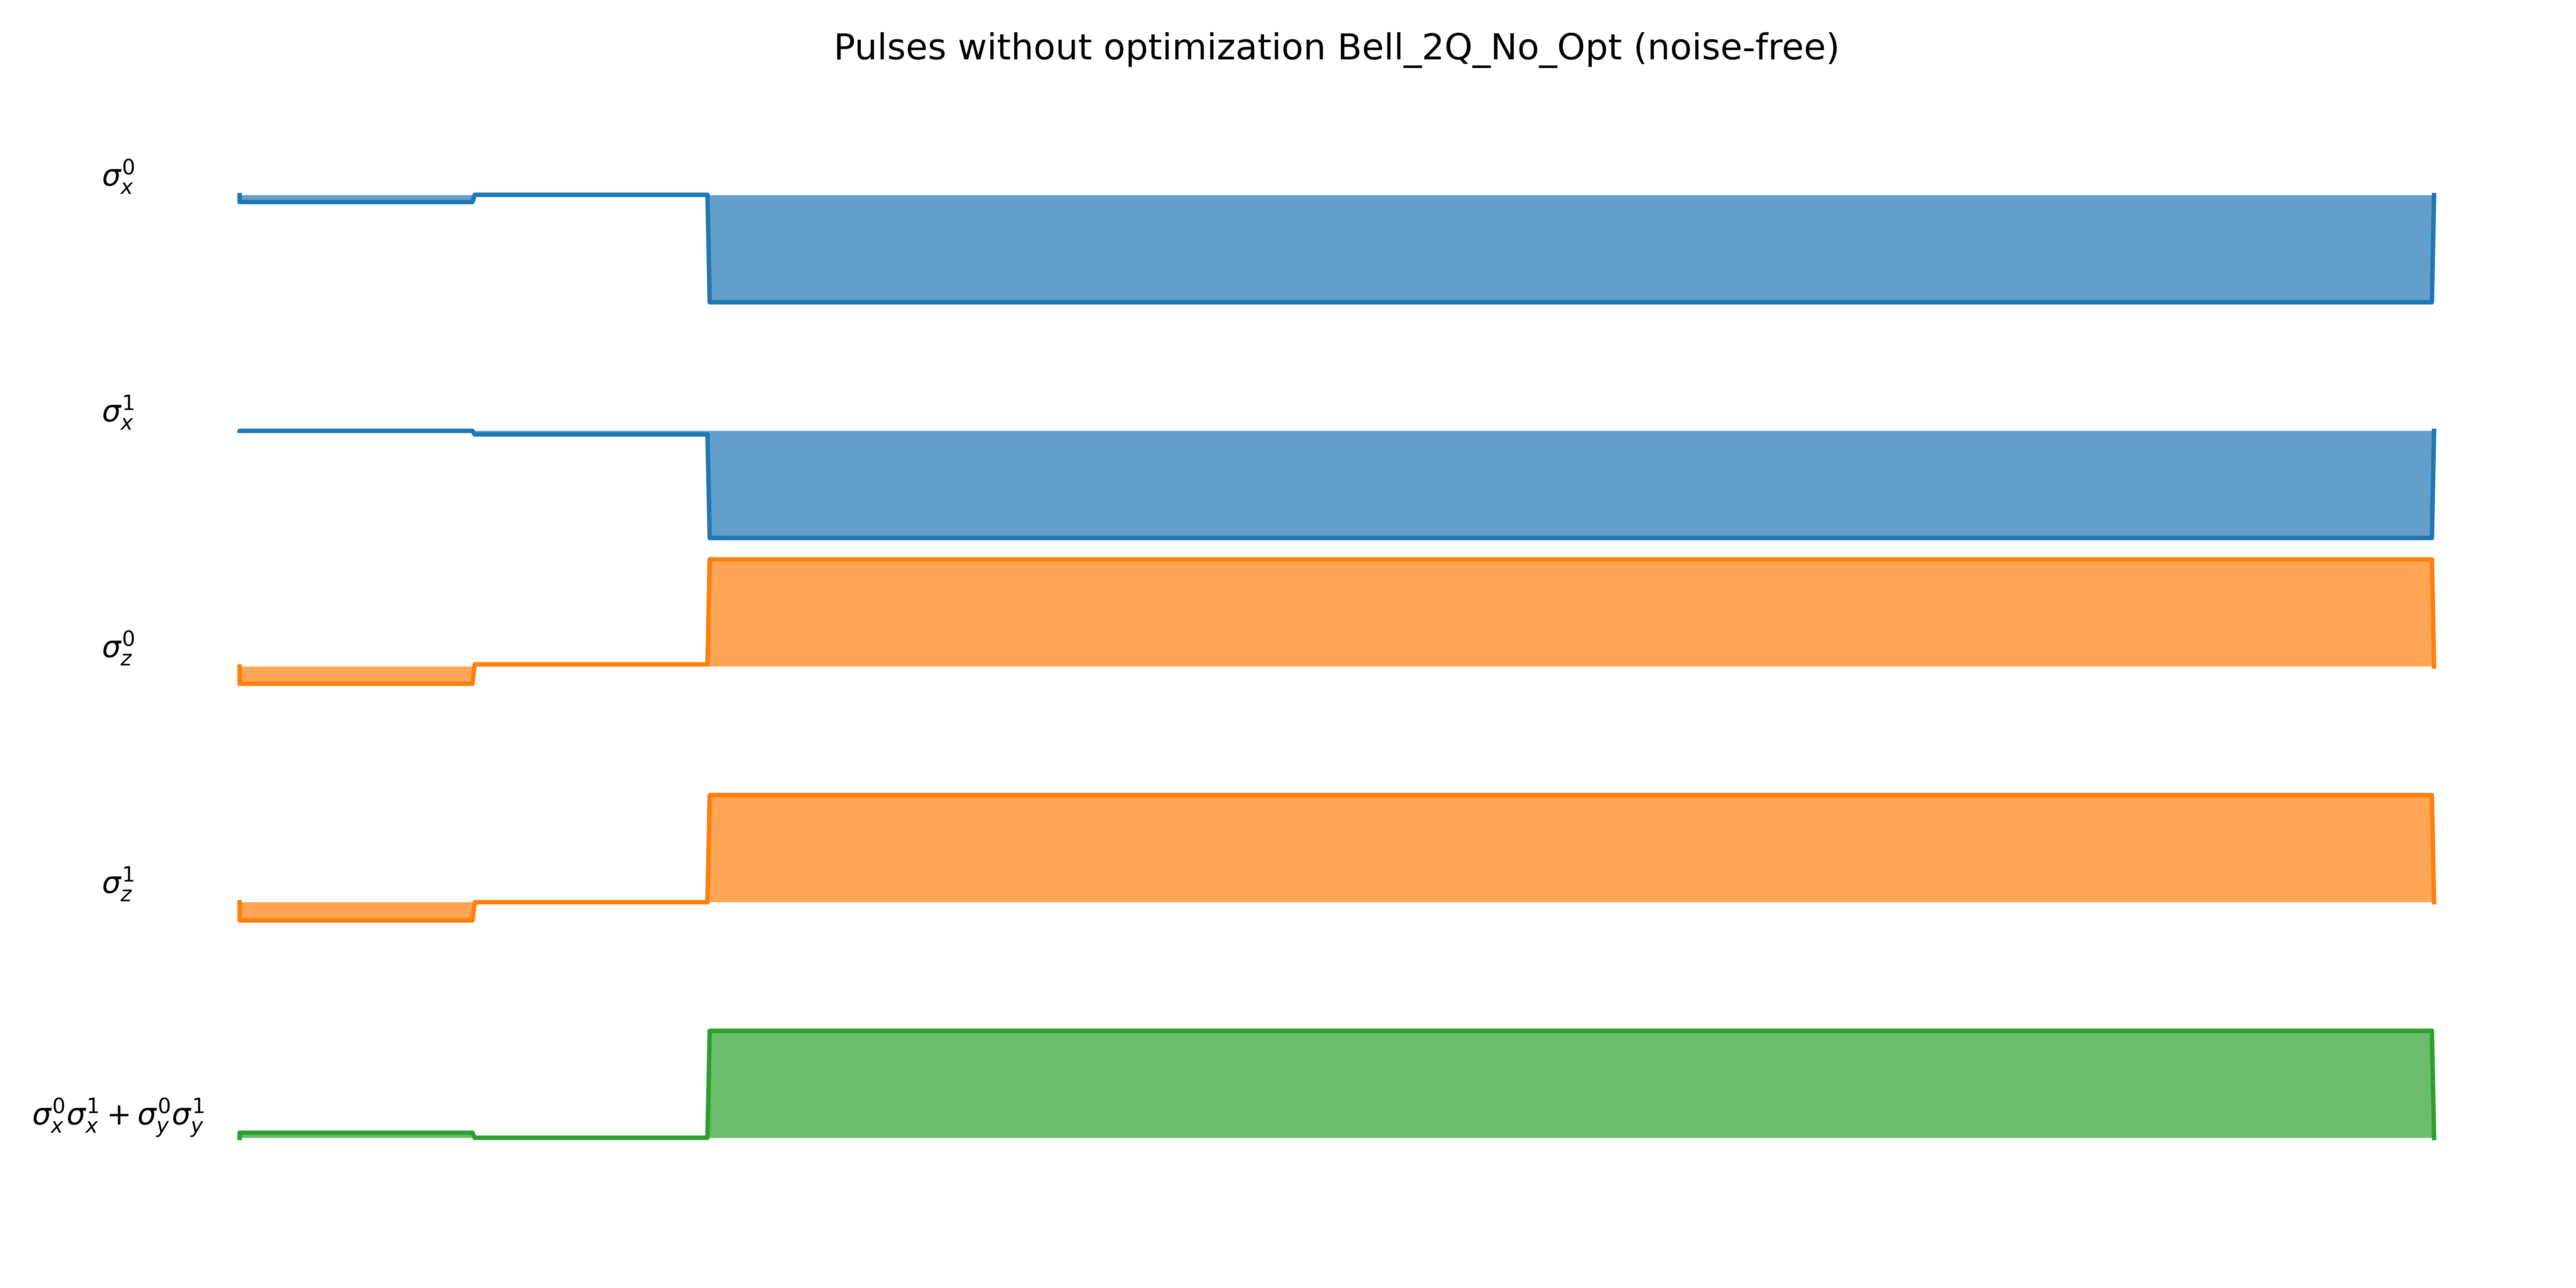 Pulses without optimization Bell_2Q_No_Opt (noise-free)
σ_x^0
σ_x^1
σ_z^0
σ_z^1
σ_x^0σ_x^1 + σ_y^0σ_y^1